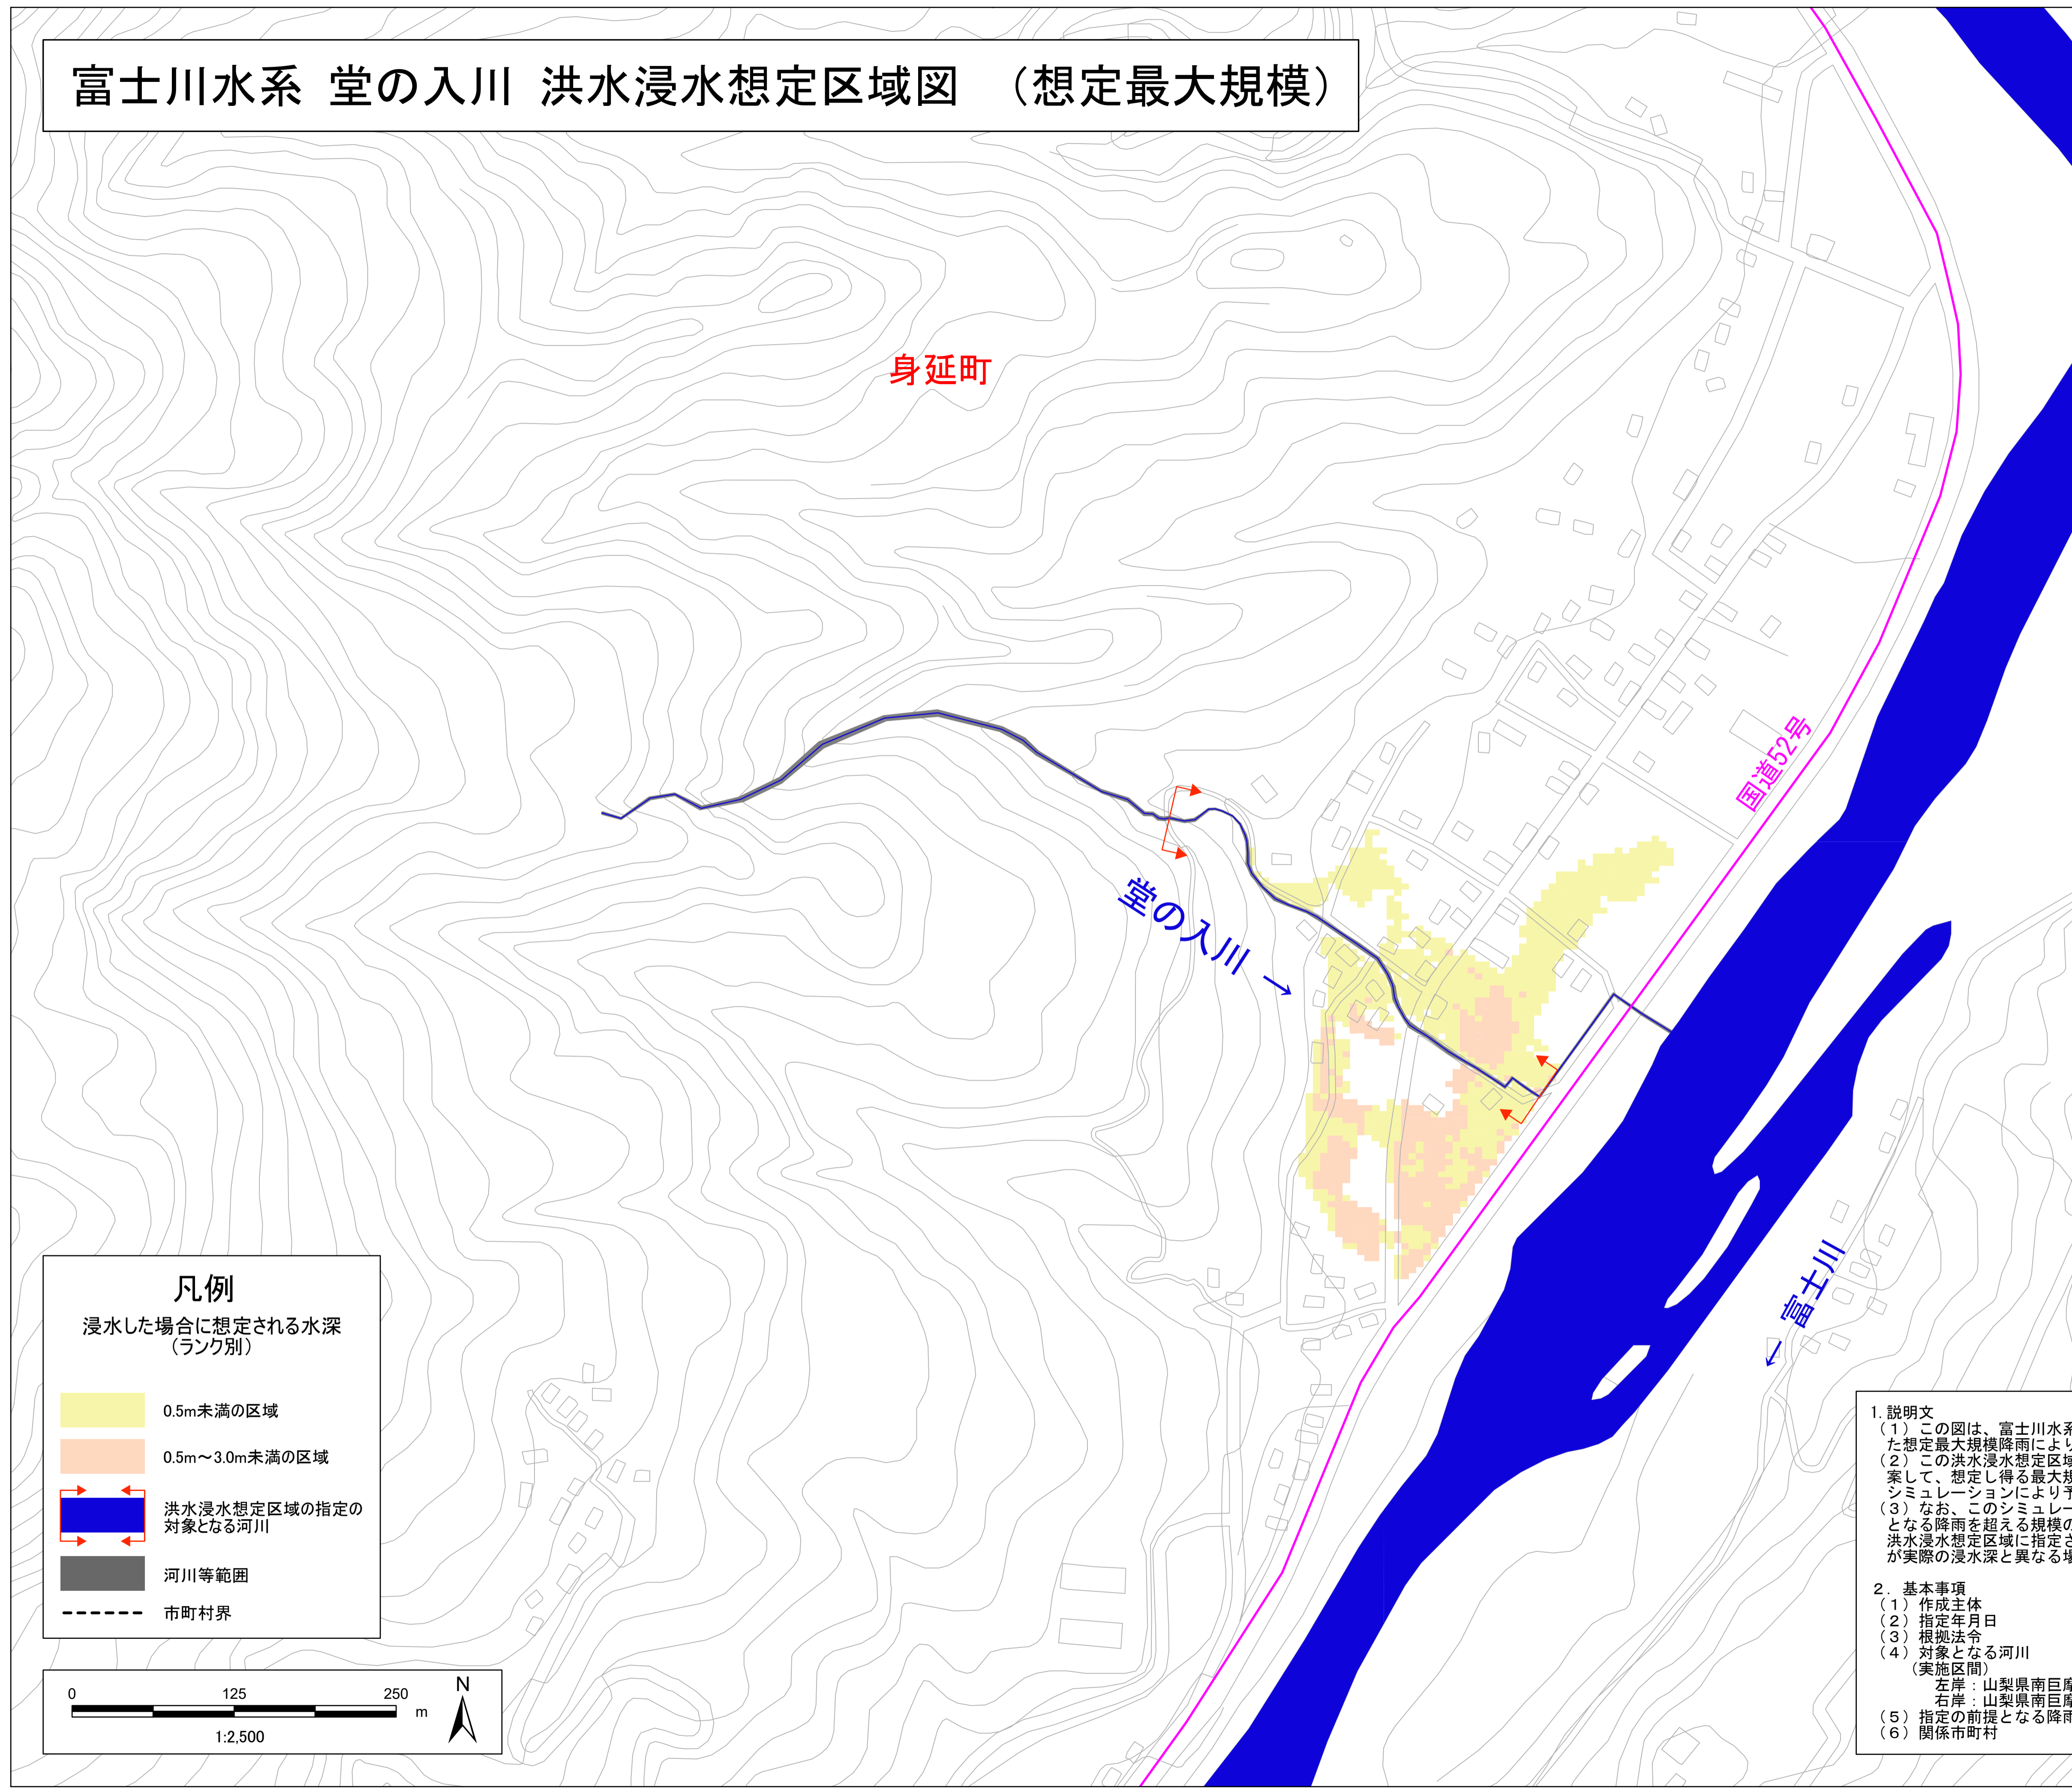 富士川水系 堂の入川 洪水浸水想定区域図 （想定最大規模）
身延町
国道52号
堂の入川 →
← 富士川
凡例
浸水した場合に想定される水深
（ランク別）
0.5m未満の区域
0.5m～3.0m未満の区域
洪水浸水想定区域の指定の
対象となる河川
河川等範囲
市町村界
0 125 250
m
1:2,500
N
1. 説明文
（１）この図は、富士川水系
た想定最大規模降雨により
（２）この洪水浸水想定区域
案して、想定し得る最大規
シミュレーションにより予
（３）なお、このシミュレー
となる降雨を超える規模の
洪水浸水想定区域に指定さ
が実際の浸水深と異なる場
２．基本事項
（１）作成主体
（２）指定年月日
（３）根拠法令
（４）対象となる河川
（実施区間）
左岸：山梨県南巨摩
右岸：山梨県南巨摩
（５）指定の前提となる降雨
（６）関係市町村